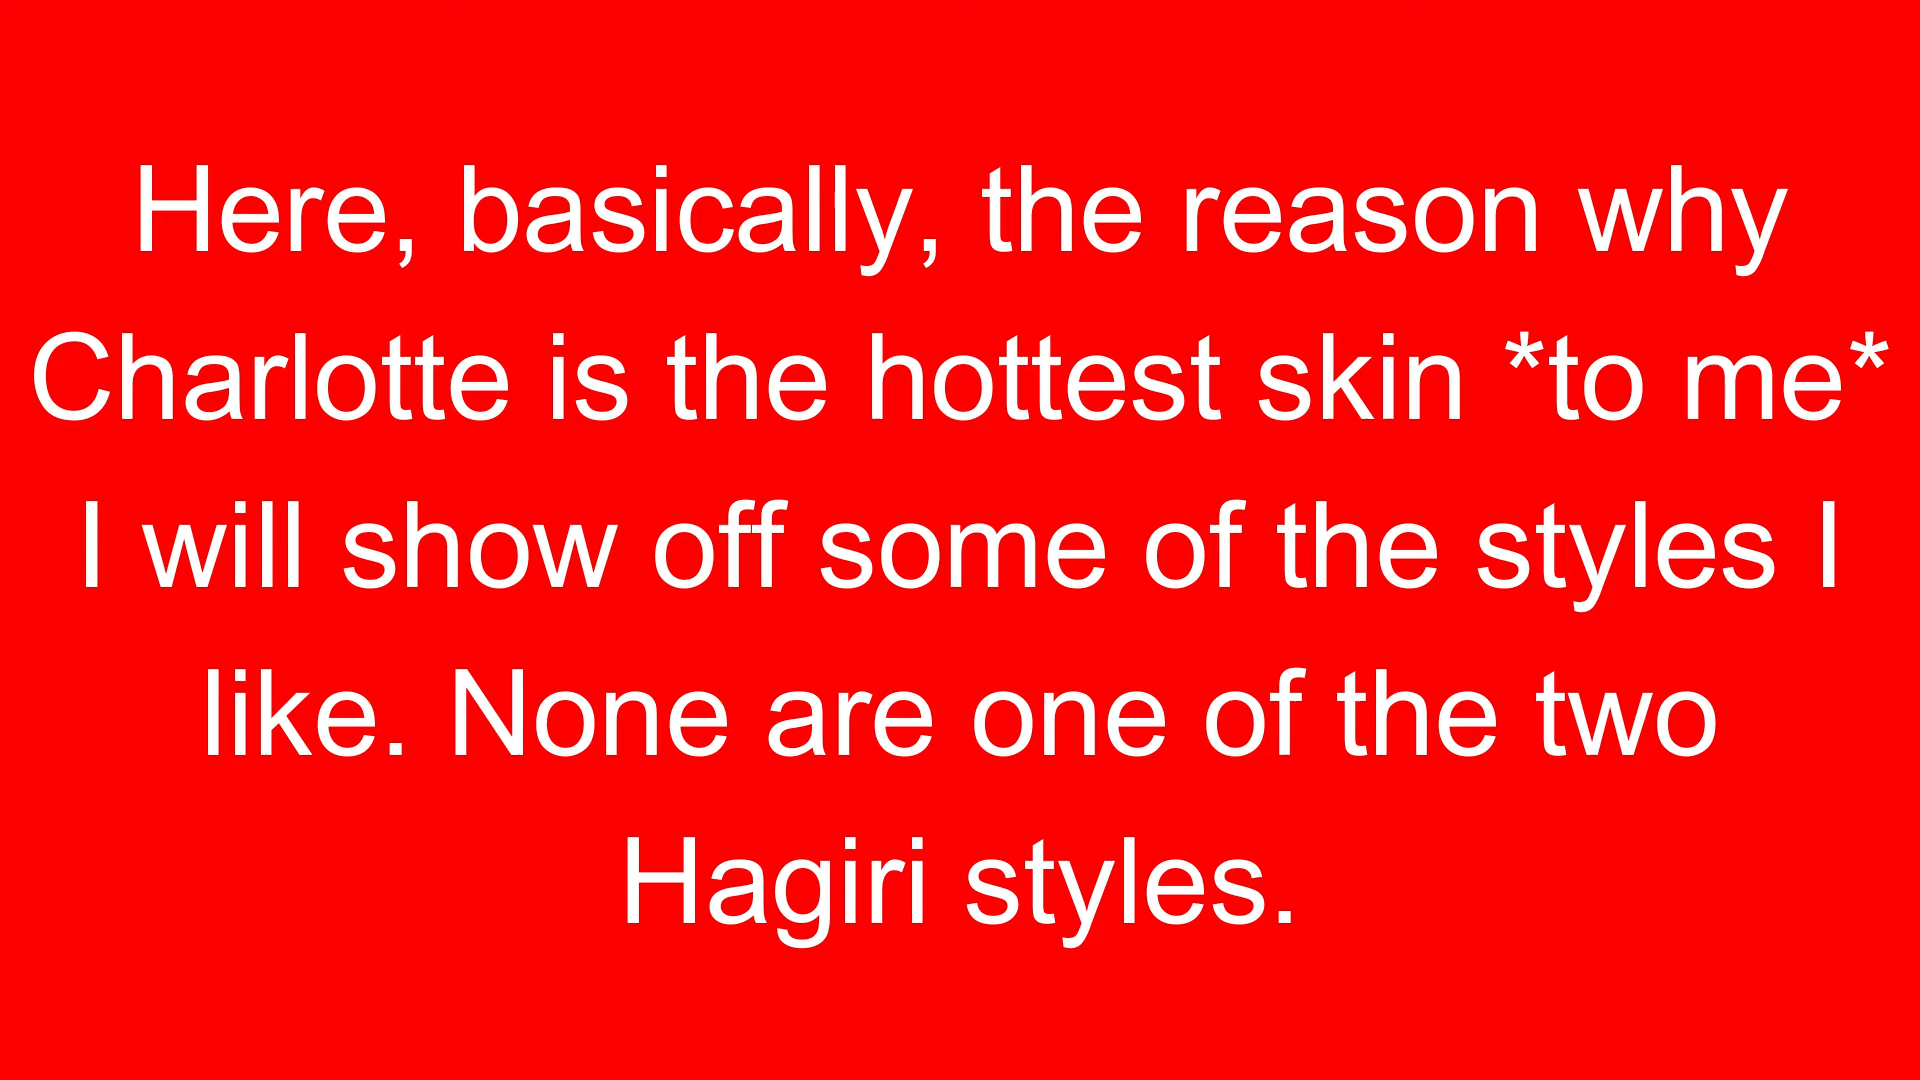 Here, basically, the reason why
Charlotte is the hottest skin *to me*
I will show off some of the styles I
like. None are one of the two
Hagiri styles.